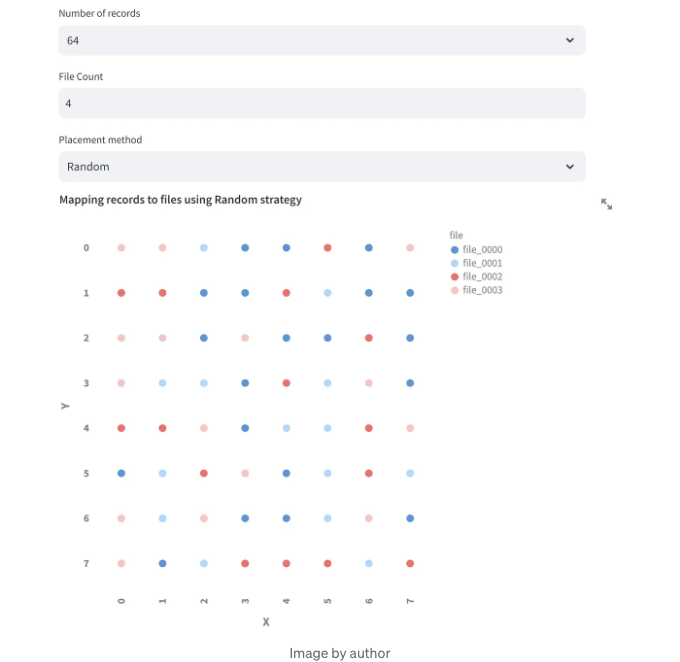 Number of records
64
File Count
4
Placement method
Random
Mapping records to files using Random strategy
file
file_0000
file_0001
file_0002
file_0003
0
1
2
3
4
5
6
7
Y
0 1 2 3 4 5 6 7
X
Image by author